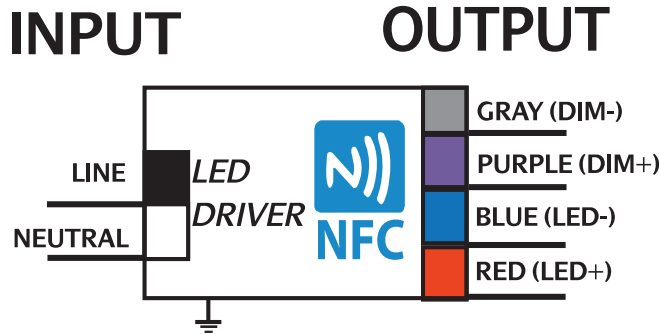 INPUT
OUTPUT
LINE
NEUTRAL
LED
DRIVER
N
NFC
GRAY (DIM-)
PURPLE (DIM+)
BLUE (LED-)
RED (LED+)